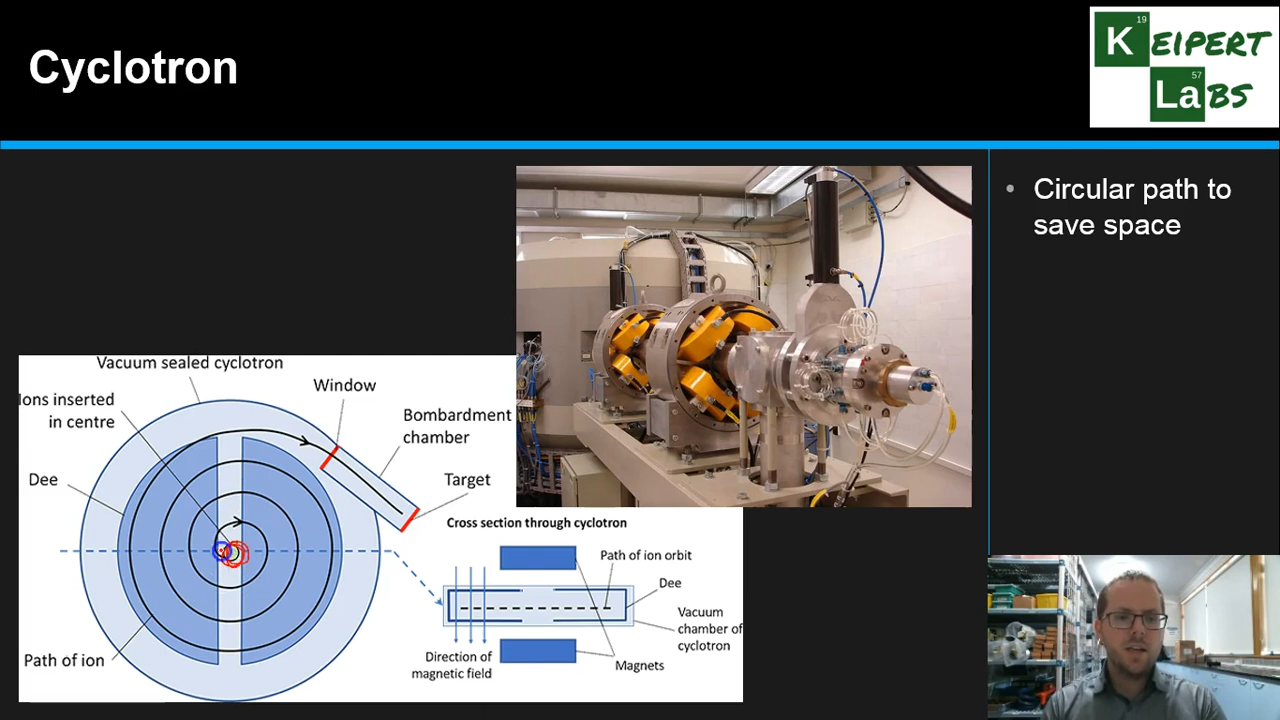 Cyclotron
19
K
EIPERT
57
La
BS
Circular path to
save space
Vacuum sealed cyclotron
Ions inserted
in centre
Window
Bombardment
chamber
Dee
Target
Path of ion
Cross section through cyclotron
Path of ion orbit
Dee
Vacuum
chamber of
cyclotron
Direction of
magnetic field
Magnets